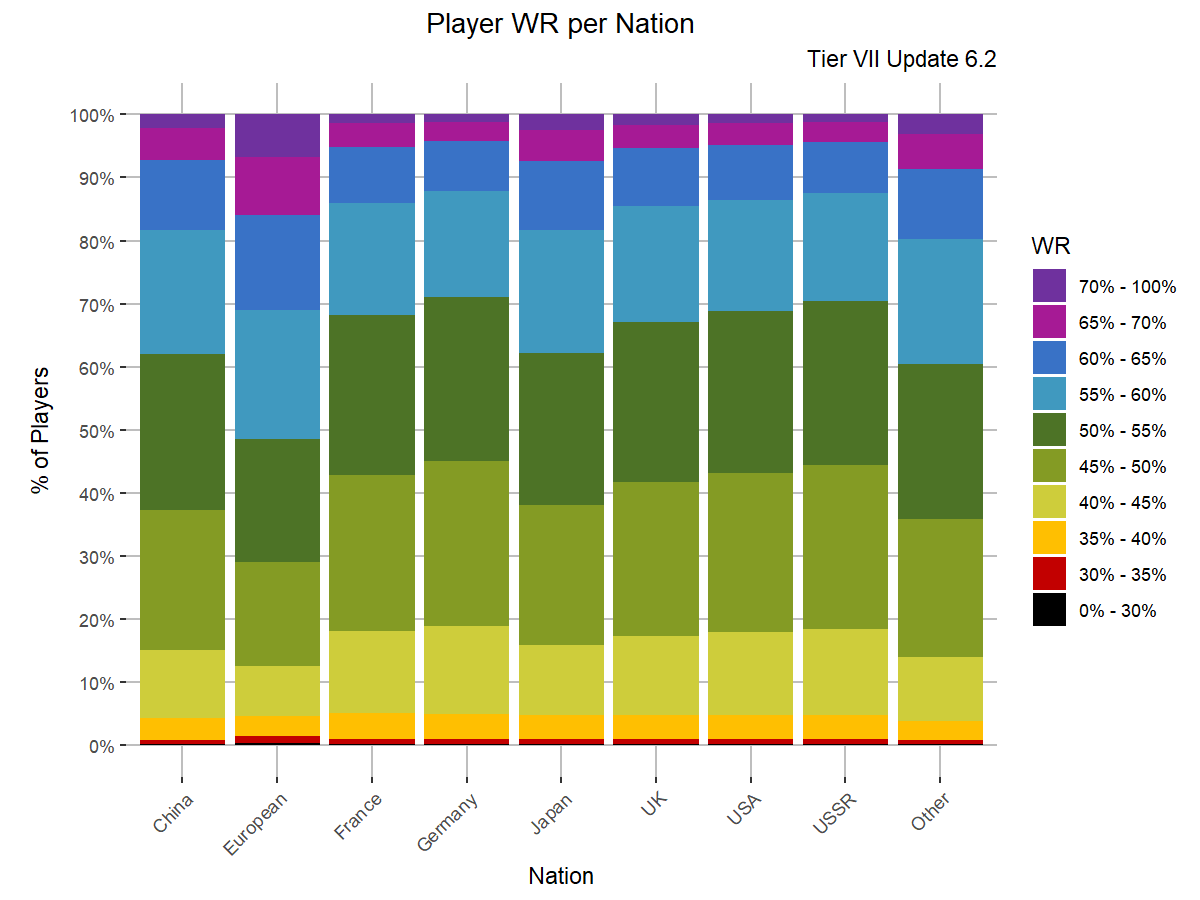 Player WR per Nation
Tier VII Update 6.2
% of Players
100%
90%
80%
70%
60%
50%
40%
30%
20%
10%
0%
China
European
France
Germany
Japan
UK
USA
USSR
Other
Nation
WR
70% - 100%
65% - 70%
60% - 65%
55% - 60%
50% - 55%
45% - 50%
40% - 45%
35% - 40%
30% - 35%
0% - 30%